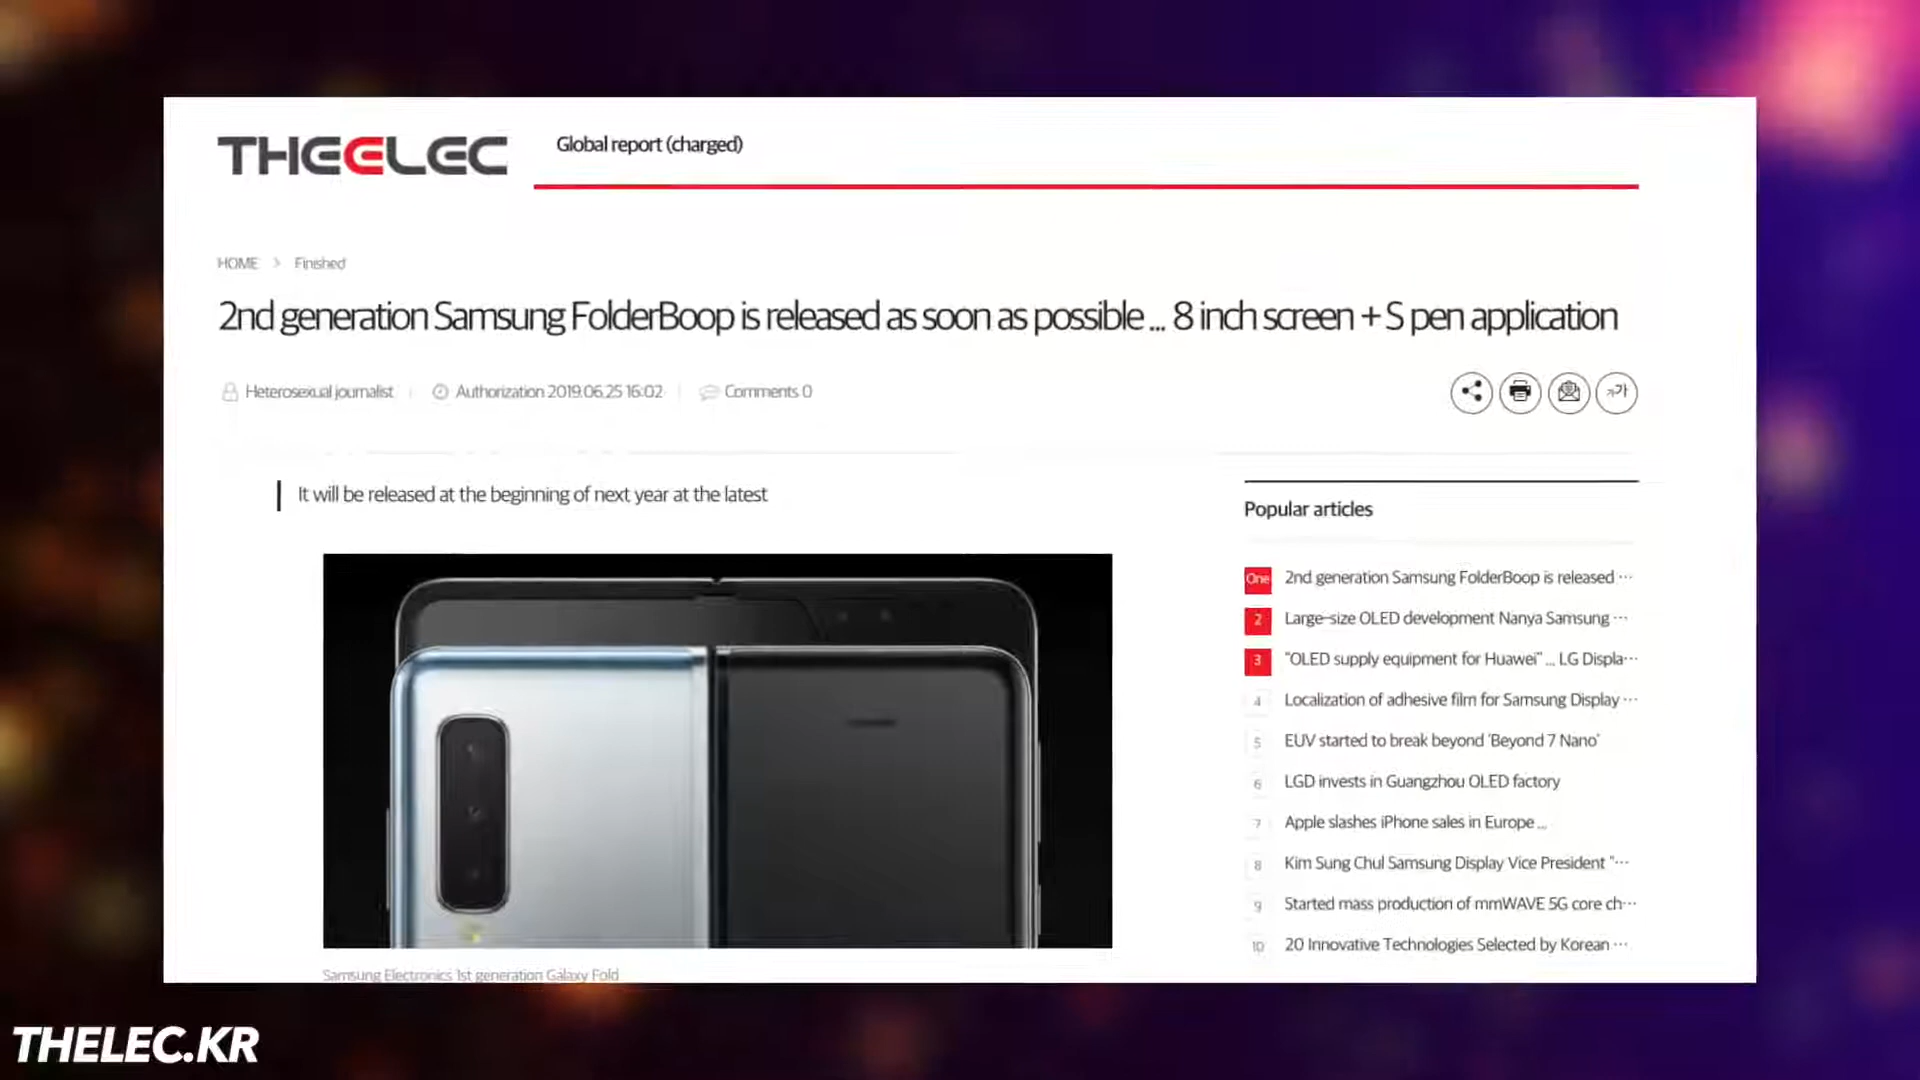 THEELEC
Global report (charged)
HOME > Finished
2nd generation Samsung FolderBoop is released as soon as possible ... 8 inch screen + S pen application
Heterosexual journalist
Authorization 2019.06.25 16:02
Comments 0
가가
It will be released at the beginning of next year at the latest
Samsung Electronics 1st generation Galaxy Fold
Popular articles
One 2nd generation Samsung FolderBoop is released ···
2 Large-size OLED development Nanya Samsung ···
3 "OLED supply equipment for Huawei" ... LG Displa···
4 Localization of adhesive film for Samsung Display ···
5 EUV started to break beyond 'Beyond 7 Nano'
6 LGD invests in Guangzhou OLED factory
7 Apple slashes iPhone sales in Europe ...
8 Kim Sung Chul Samsung Display Vice President "···
9 Started mass production of mmWAVE 5G core ch···
10 20 Innovative Technologies Selected by Korean ···
THELEC.KR